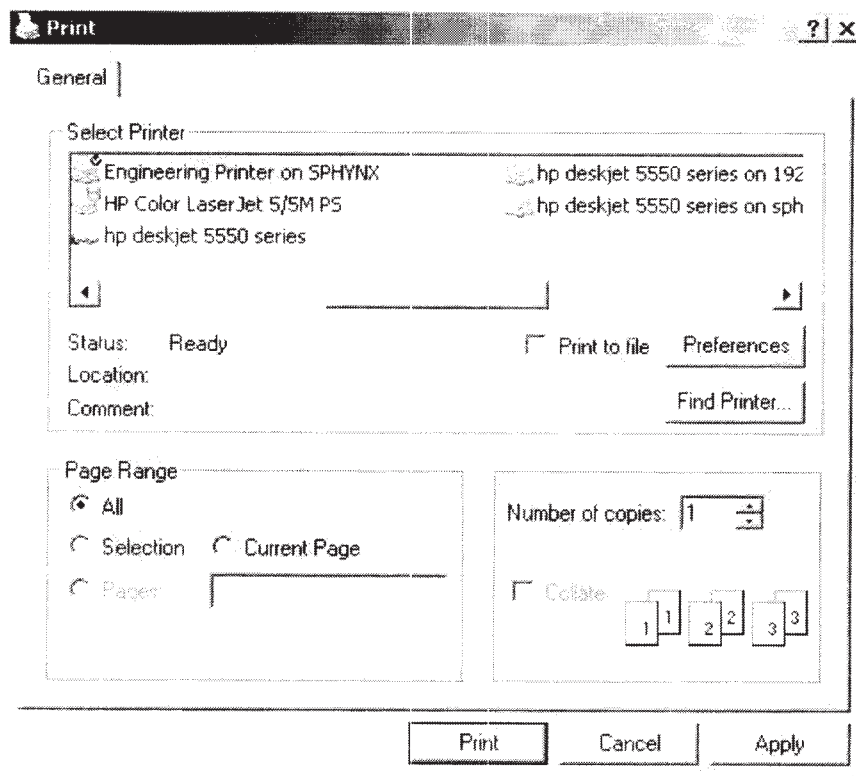 Print ? ×
General
Select Printer
Engineering Printer on SPHYNX
HP Color LaserJet 5/5M PS
hp deskjet 5550 series
hp deskjet 5550 series on 192
hp deskjet 5550 series on sph
Status: Ready
Print to file
Preferences
Location:
Comment:
Find Printer...
Page Range
All
Selection Current Page
Pages:
Number of copies: 1
Collate
1 1 2 2 3 3
Print Cancel Apply